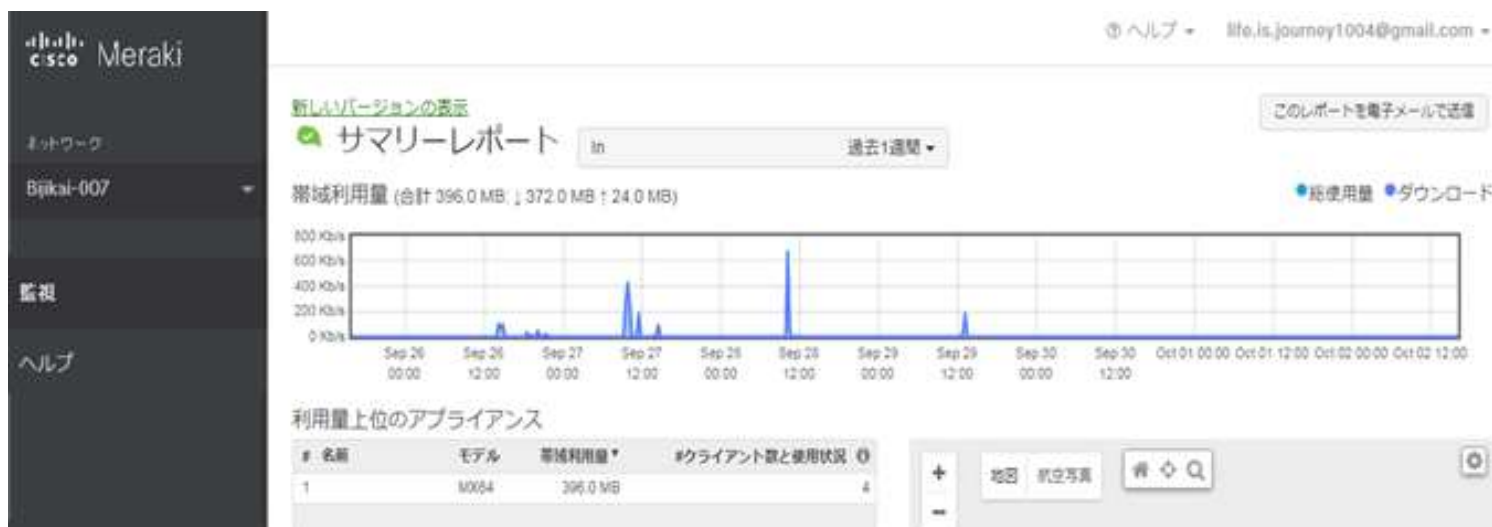 cisco Meraki
ヘルプ
life.is.journey1004@gmail.com
新しいバージョンの表示
このレポートを電子メールで送信
ネットワーク
サマリーレポート
In
過去1週間
Bijikai-007
帯域利用量 (合計 396.0 MB: ↓ 372.0 MB ↑ 24.0 MB)
総使用量 ダウンロード
800 Kb/s
600 Kb/s
400 Kb/s
200 Kb/s
0 Kb/s
監視
ヘルプ
Sep 26 00:00 Sep 26 12:00 Sep 27 00:00 Sep 27 12:00 Sep 28 00:00 Sep 28 12:00 Sep 29 00:00 Sep 29 12:00 Sep 30 00:00 Sep 30 12:00 Oct 01 00:00 Oct 01 12:00 Oct 02 00:00 Oct 02 12:00
利用量上位のアプライアンス
# 名前 モデル 帯域利用量 #クライアント数と使用状況
1 MX64 396.0 MB 4
地図 航空写真